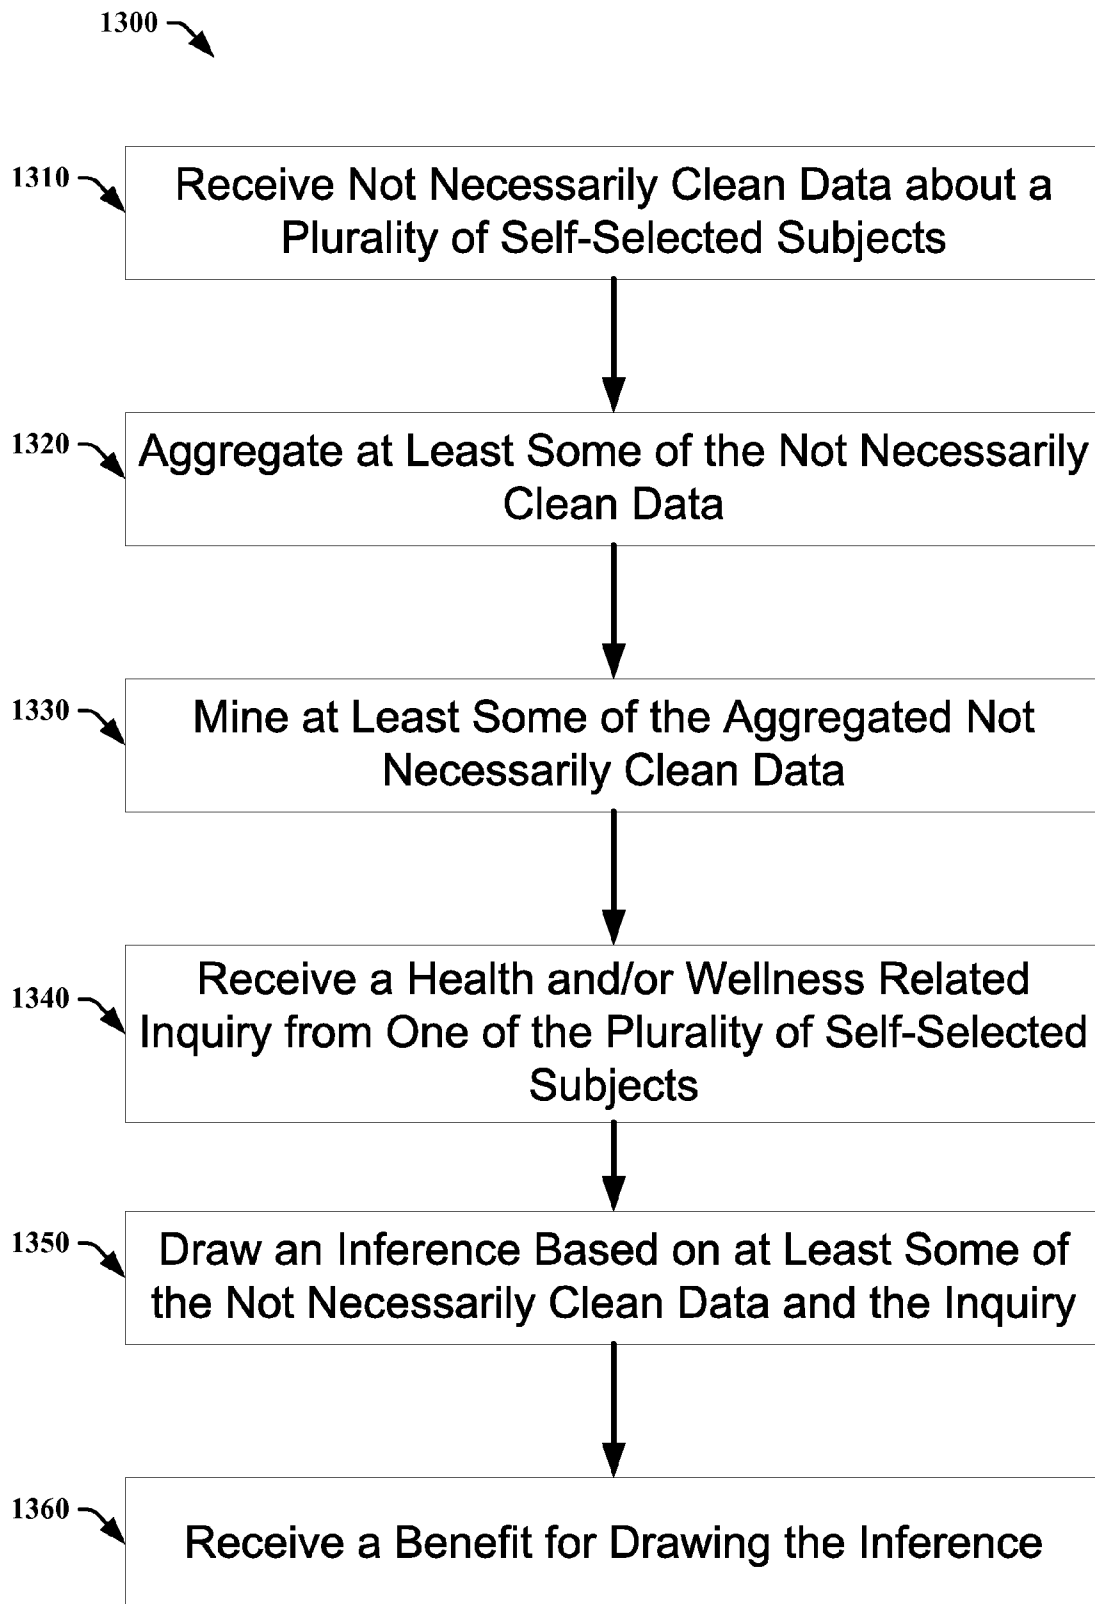 1300
1310
Receive Not Necessarily Clean Data about a
Plurality of Self-Selected Subjects
1320
Aggregate at Least Some of the Not Necessarily
Clean Data
1330
Mine at Least Some of the Aggregated Not
Necessarily Clean Data
1340
Receive a Health and/or Wellness Related
Inquiry from One of the Plurality of Self-Selected
Subjects
1350
Draw an Inference Based on at Least Some of
the Not Necessarily Clean Data and the Inquiry
1360
Receive a Benefit for Drawing the Inference